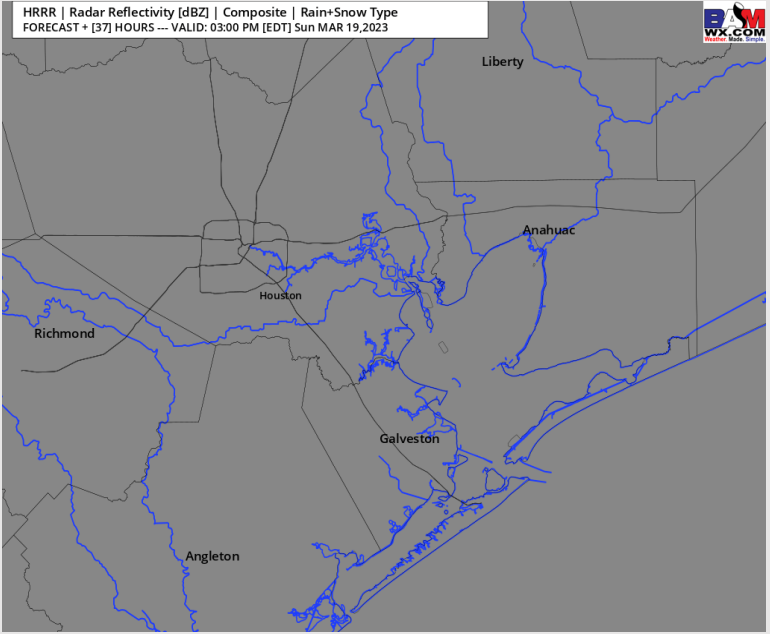 HRRR | Radar Reflectivity [dBZ] | Composite | Rain+Snow Type
FORECAST + [37] HOURS --- VALID: 03:00 PM [EDT] Sun MAR 19,2023
BAM
WX.COM
Weather. Made. Simple.
Liberty
Anahuac
Houston
Richmond
Galveston
Angleton